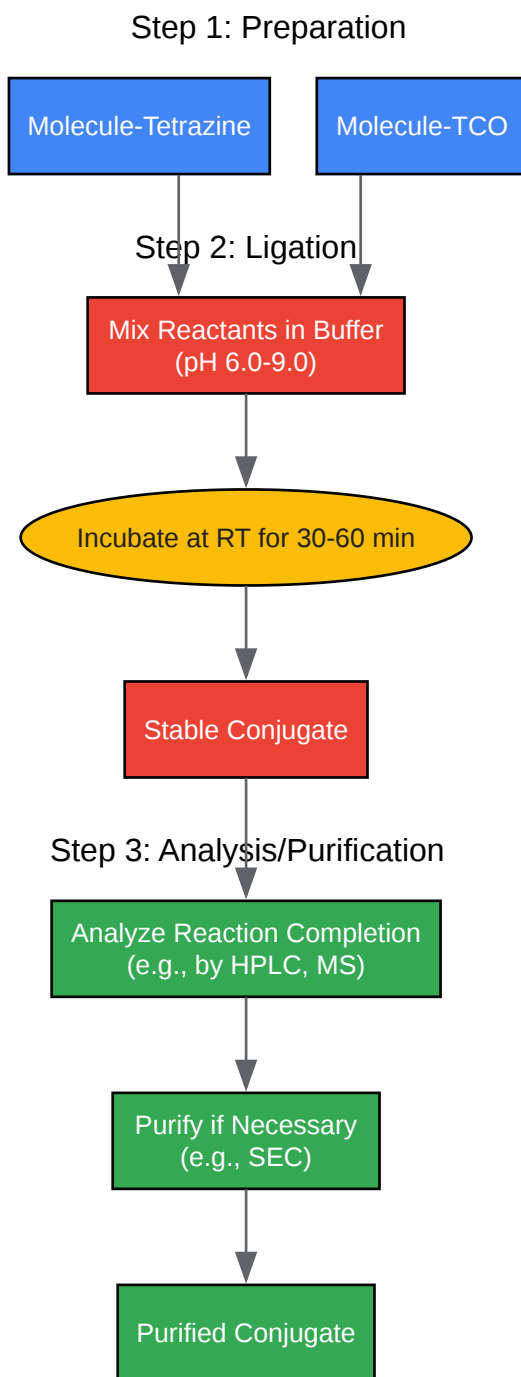 Step 1: Preparation
Molecule-Tetrazine
Molecule-TCO
Step 2: Ligation
Mix Reactants in Buffer
(pH 6.0-9.0)
Incubate at RT for 30-60 min
Stable Conjugate
Step 3: Analysis/Purification
Analyze Reaction Completion
(e.g., by HPLC, MS)
Purify if Necessary
(e.g., SEC)
Purified Conjugate